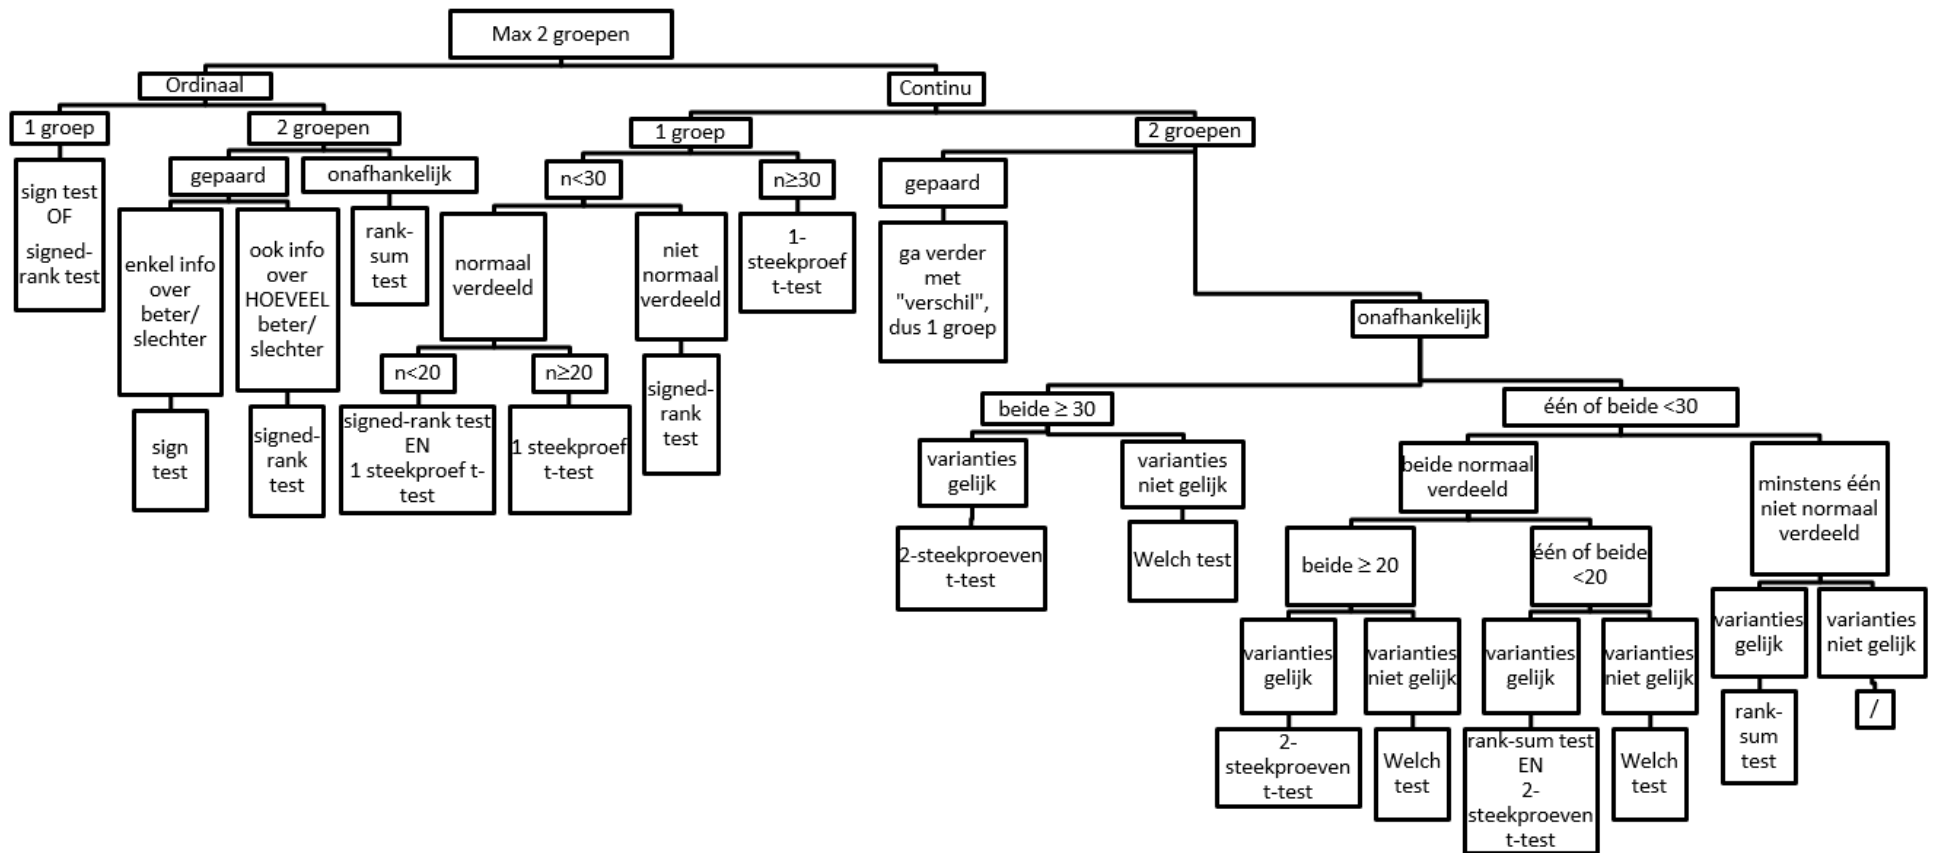 Max 2 groepen
Ordinaal
Continu
1 groep
2 groepen
1 groep
2 groepen
gepaard
onafhankelijk
n<30
n≥30
gepaard
sign test
OF
signed-
rank test
enkel info
over
beter/
slechter
ook info
over
HOEVEEL
beter/
slechter
rank-
sum
test
normaal
verdeeld
niet
normaal
verdeeld
1-
steekproef
t-test
ga verder
met
"verschil",
dus 1 groep
onafhankelijk
n<20
n≥20
signed-
rank
test
sign
test
signed-
rank
test
signed-rank test
EN
1 steekproef t-
test
1 steekproef
t-test
beide ≥ 30
één of beide <30
varianties
gelijk
varianties
niet gelijk
beide normaal
verdeeld
minstens één
niet normaal
verdeeld
2-steekproeven
t-test
Welch test
beide ≥ 20
één of beide
<20
varianties
gelijk
varianties
niet gelijk
varianties
gelijk
varianties
niet gelijk
varianties
gelijk
varianties
niet gelijk
2-
steekproeven
t-test
Welch
test
rank-sum test
EN
2-
steekproeven
t-test
Welch
test
rank-
sum
test
/